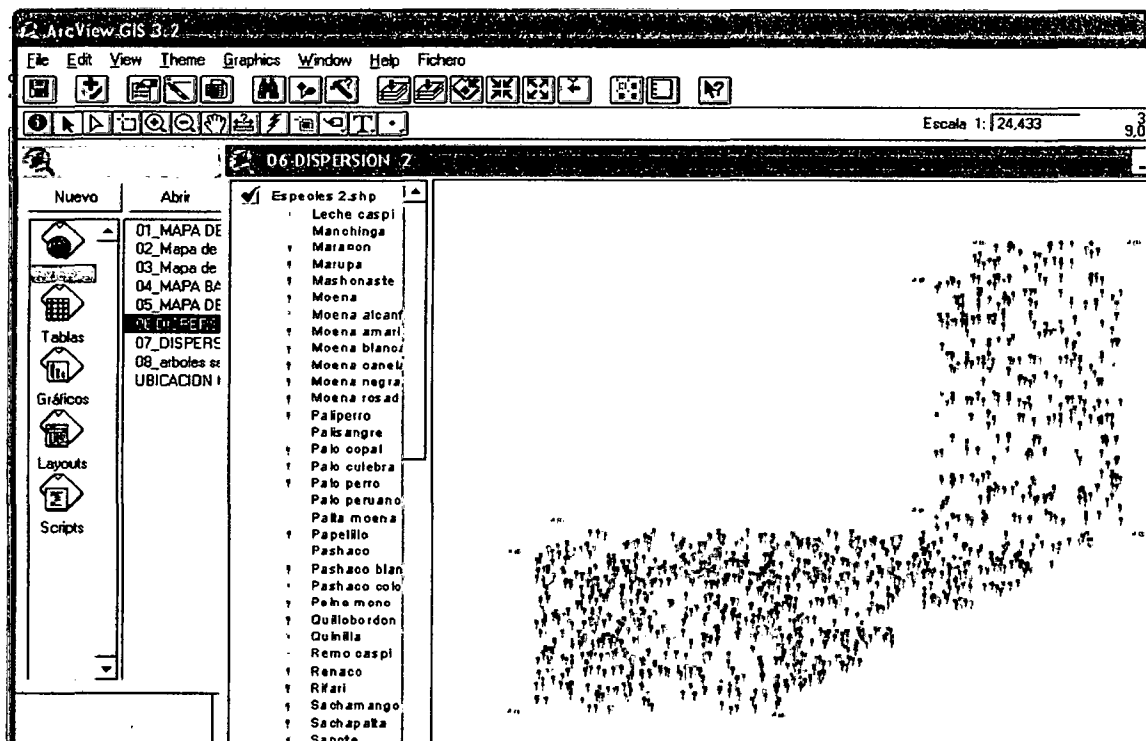 ArcView GIS 3.2
File Edit View Theme Graphics Window Help Fichero
Escala 1: 24,433
9,0
06-DISPERSION 2
Nuevo
Abrir
Tablas
Gráficos
Layouts
Scripts
01_MAPA DE
02_Mapa de
03_Mapa de
04_MAPA BA
05_MAPA DE
07_DISPERS
08_arboles se
UBICACION
Especies 2.shp
Leche caspi
Manchinga
Maranon
Marupa
Mashonaste
Moena
Moena alcanf
Moena amari
Moena blanca
Moena canel
Moena negra
Moena rosad
Paliperro
Palisangre
Palo copal
Palo culebra
Palo perro
Palo peruano
Palta moena
Papelillo
Pashaco
Pashaco blan
Pashaco colo
Peine mono
Quillobordon
Quinilla
Remo caspi
Renaco
Rifari
Sachamango
Sachapalta
Sapote